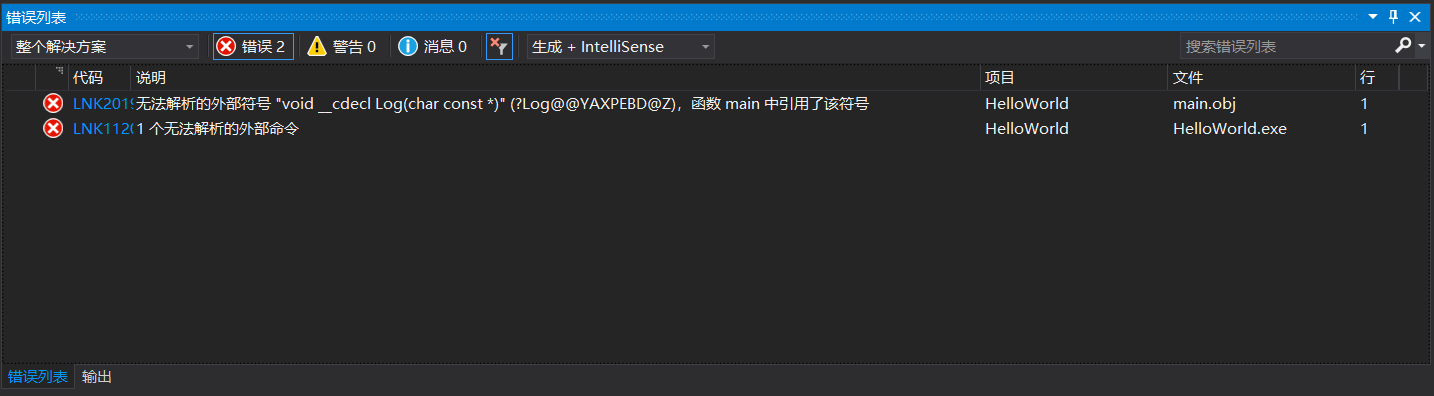 错误列表
整个解决方案 错误 2 警告 0 消息 0 生成 + IntelliSense 搜索错误列表
代码 说明 项目 文件 行
LNK2019 无法解析的外部符号 "void __cdecl Log(char const *)" (?Log@@YAXPEBD@Z)，函数 main 中引用了该符号 HelloWorld main.obj 1
LNK112 1 个无法解析的外部命令 HelloWorld HelloWorld.exe 1
错误列表 输出